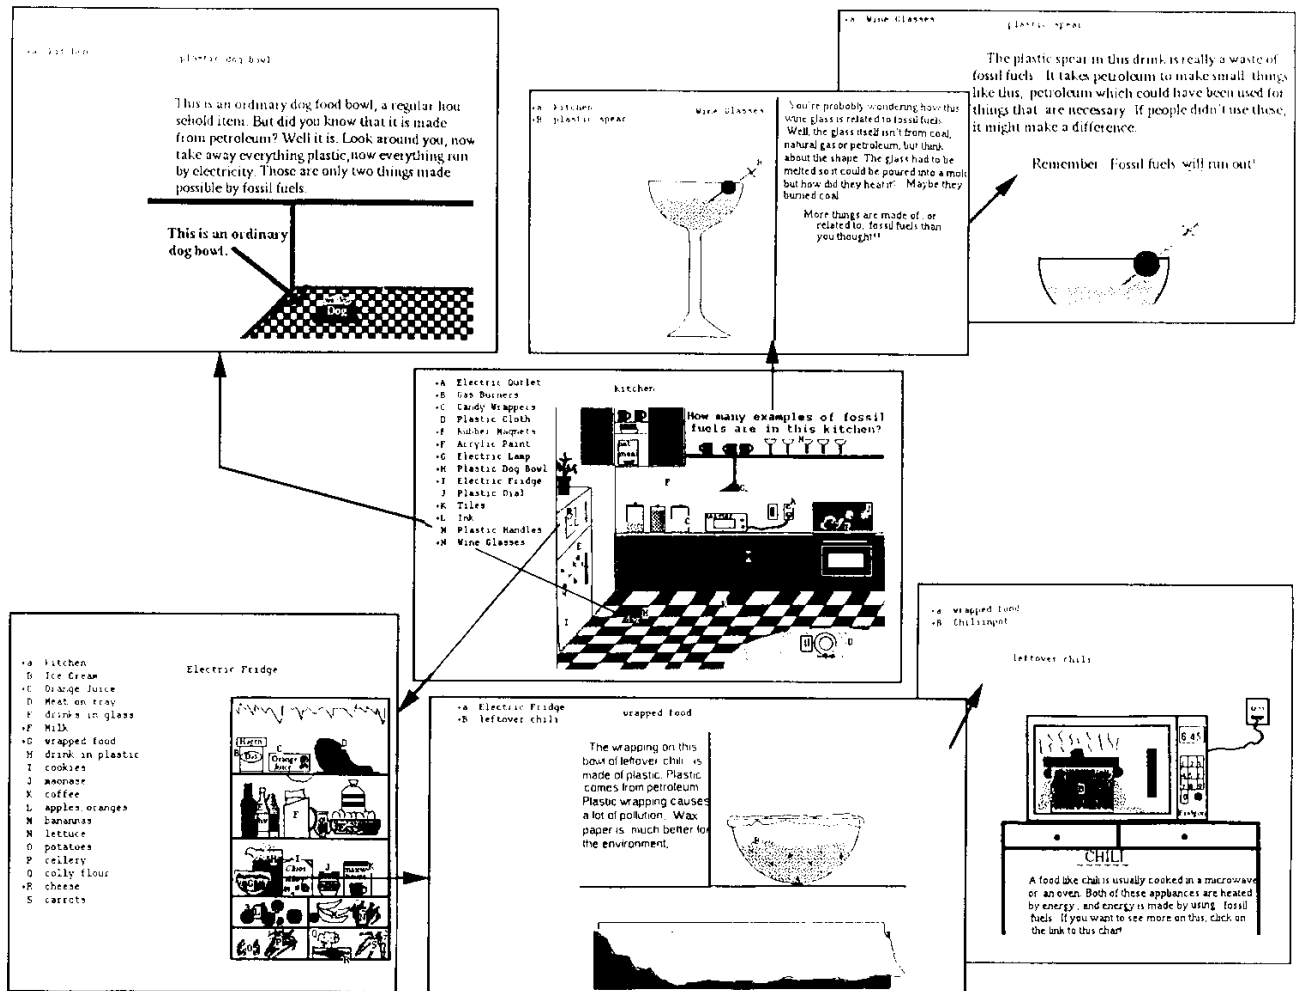 +a kitchen
plastic dog bowl
This is an ordinary dog food bowl, a regular hou
sehold item. But did you know that it is made
from petroleum? Well it is. Look around you, now
take away everything plastic, now everything run
by electricity. Those are only two things made
possible by fossil fuels.
This is an ordinary
dog bowl.
Dog
+a kitchen
+B plastic spear
Wine Glasses
You're probably wondering how this
wine glass is related to fossil fuels.
Well, the glass itself isn't from coal,
natural gas or petroleum, but think
about the shape. The glass had to be
melted so it could be poured into a mold
but how did they heat it? Maybe they
burned coal
More things are made of, or
related to, fossil fuels than
you thought!!
+a Wine Glasses
plastic spear
The plastic spear in this drink is really a waste of
fossil fuels. It takes petroleum to make small things
like this, petroleum which could have been used for
things that are necessary. If people didn't use these,
it might make a difference.
Remember Fossil fuels will run out!
+A Electric Outlet
+B Gas Burners
+C Candy Wrappers
D Plastic Cloth
+E Rubber Magnets
+F Acrylic Paint
+G Electric Lamp
+H Plastic Dog Bowl
+I Electric Fridge
J Plastic Dial
+K Tiles
+L Ink
M Plastic Handles
+N Wine Glasses
kitchen
How many examples of fossil
fuels are in this kitchen?
+a kitchen
B Ice Cream
+C Orange Juice
D Meat on tray
E drinks in glass
+F Milk
+G wrapped food
H drink in plastic
I cookies
J maonase
K coffee
L apples, oranges
M banannas
N lettuce
O potatoes
P cellery
Q colly flour
+R cheese
S carrots
Electric Fridge
Orange
Juice
+a Electric Fridge
+B leftover chili
wrapped food
The wrapping on this
bowl of leftover chili is
made of plastic. Plastic
comes from petroleum
Plastic wrapping causes
a lot of pollution. Wax
paper is much better for
the environment.
+a wrapped food
+B Chiliinpot
leftover chili
6:45
CHILI
A food like chili is usually cooked in a microwave
or an oven. Both of these appliances are heated
by energy, and energy is made by using fossil
fuels. If you want to see more on this, click on
the link to this chart!